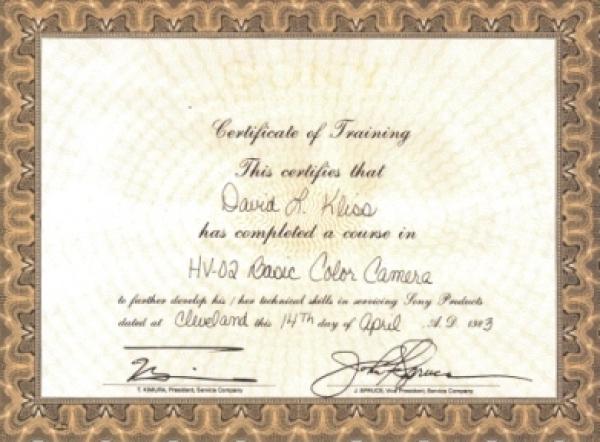 SONY
Certificate of Training
This certifies that
David L. Kliss
has completed a course in
HV-02 Basic Color Camera
to further develop his / her technical skills in servicing Sony Products
dated at Cleveland this 14th day of April A. D. 1983
T. KIMURA, President, Service Company
J. SPRUCE, Vice President, Service Company